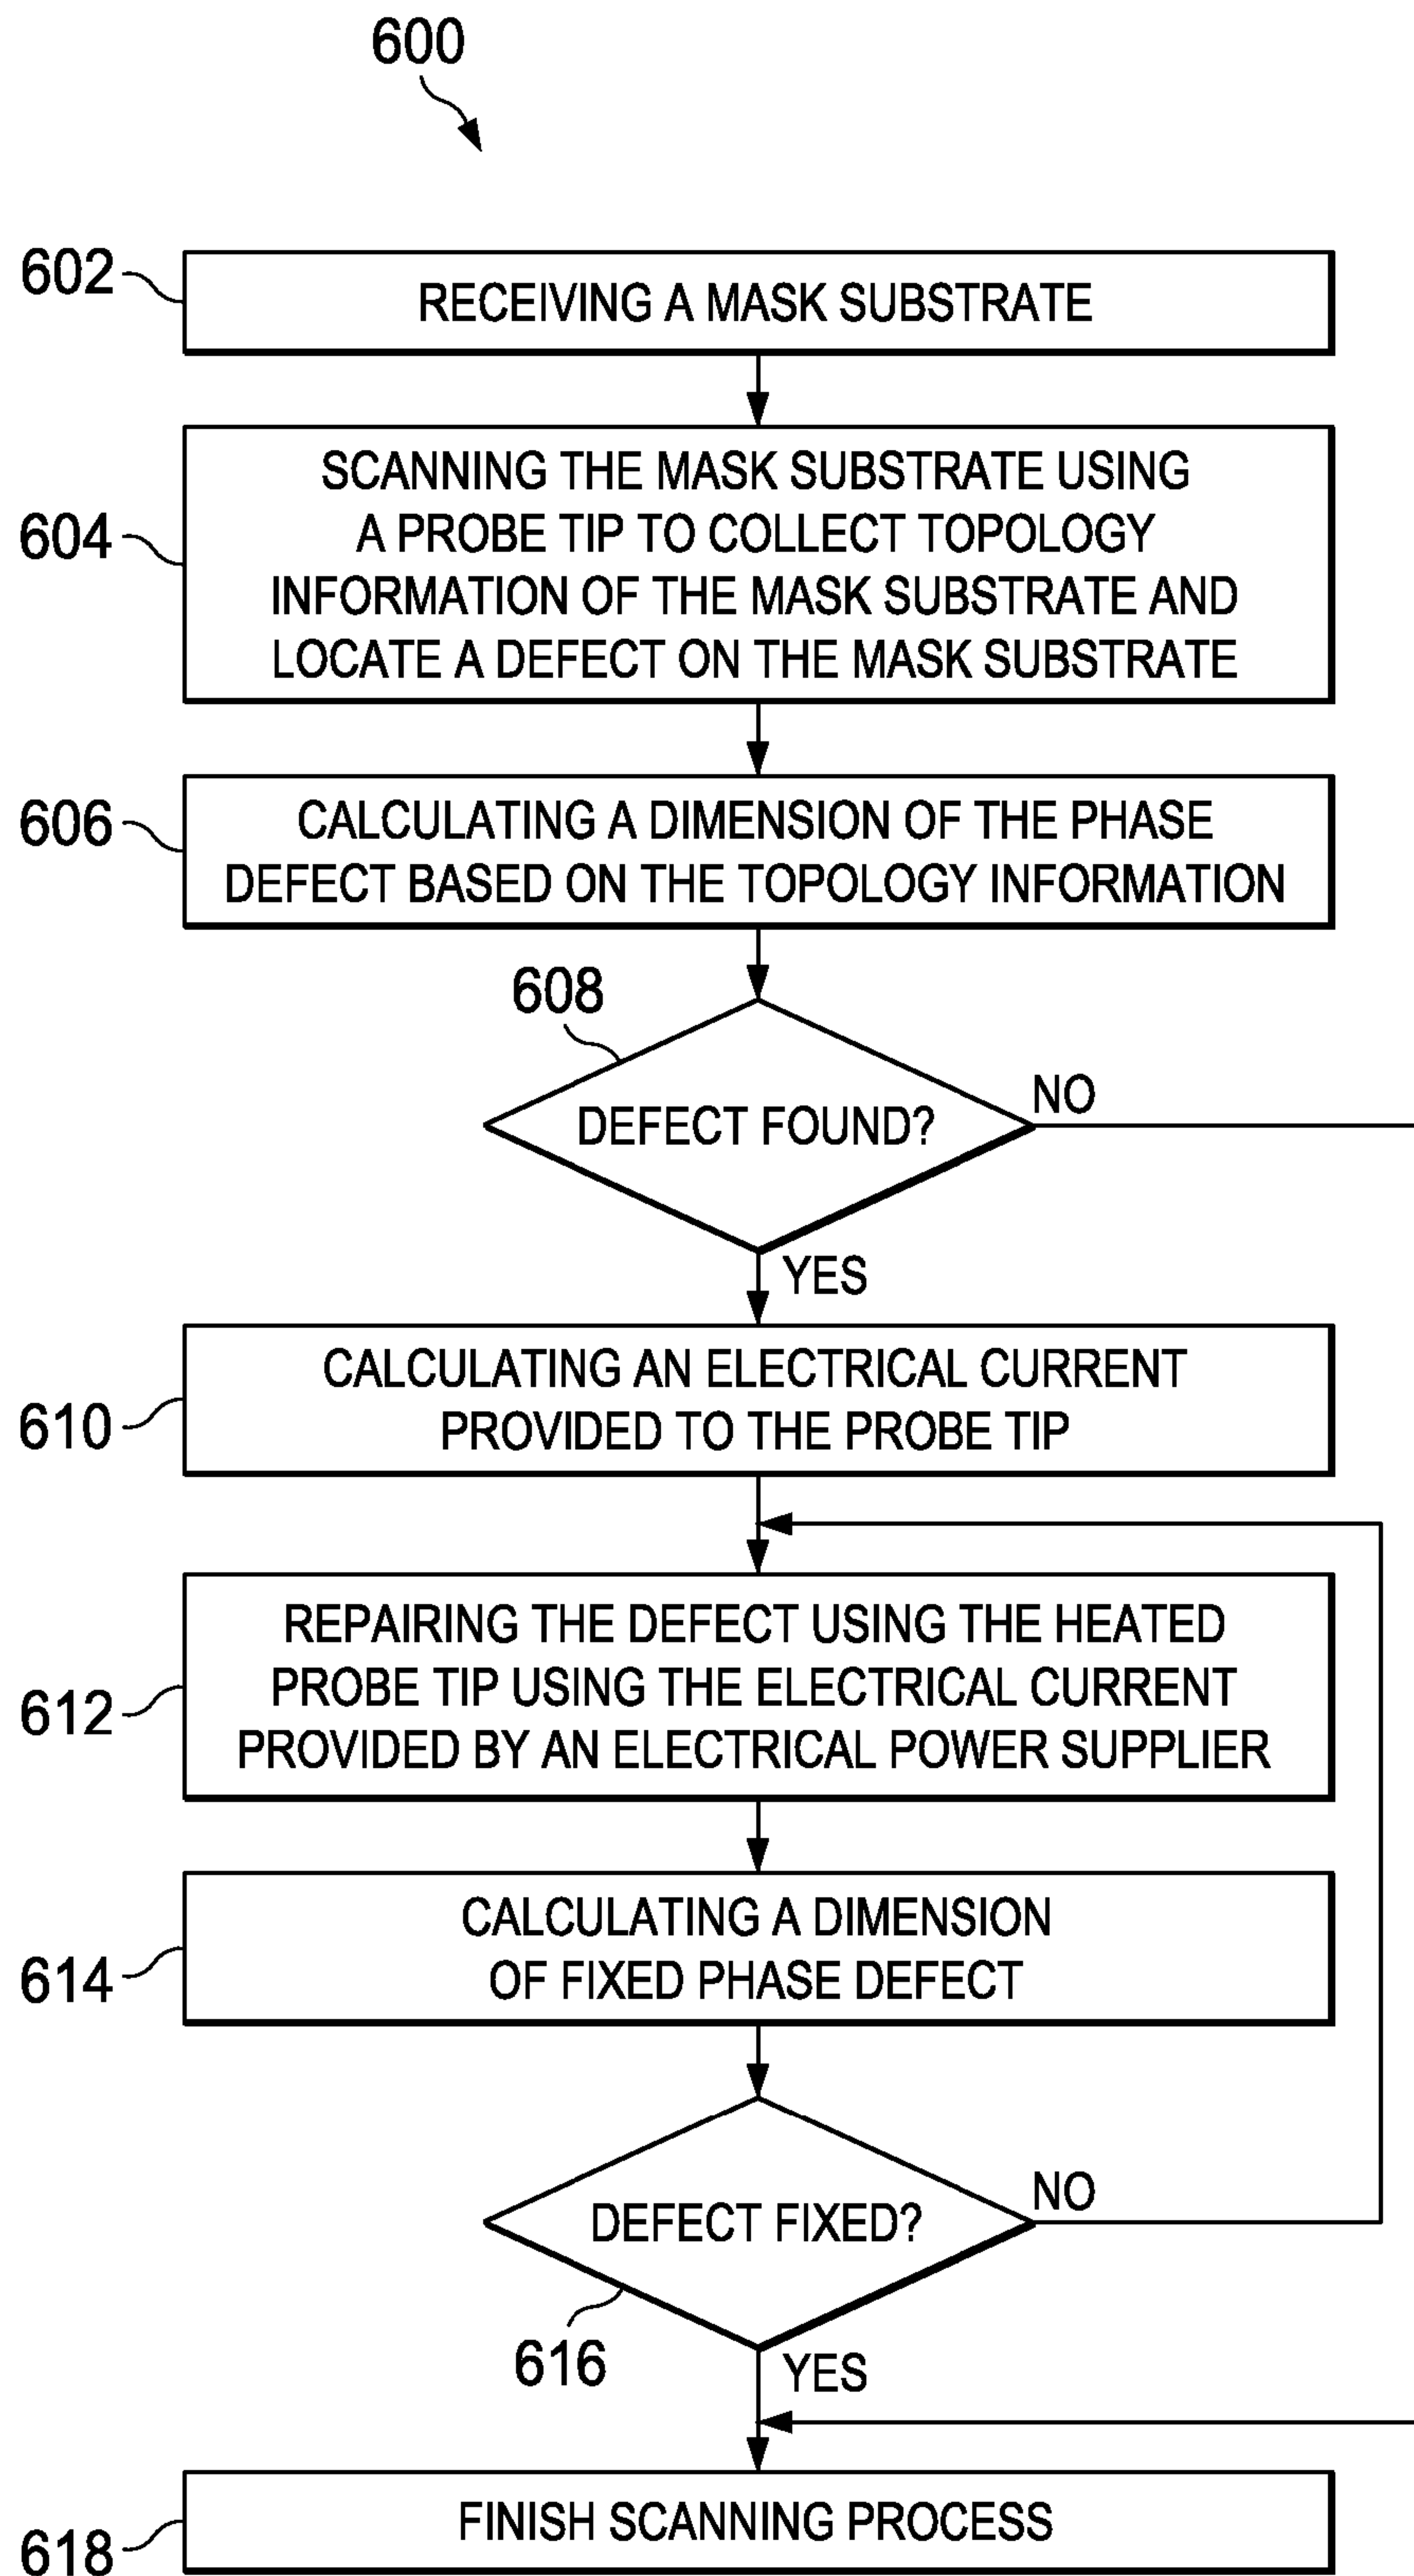 600
602
RECEIVING A MASK SUBSTRATE
604
SCANNING THE MASK SUBSTRATE USING
A PROBE TIP TO COLLECT TOPOLOGY
INFORMATION OF THE MASK SUBSTRATE AND
LOCATE A DEFECT ON THE MASK SUBSTRATE
606
CALCULATING A DIMENSION OF THE PHASE
DEFECT BASED ON THE TOPOLOGY INFORMATION
608
DEFECT FOUND?
NO
YES
610
CALCULATING AN ELECTRICAL CURRENT
PROVIDED TO THE PROBE TIP
612
REPAIRING THE DEFECT USING THE HEATED
PROBE TIP USING THE ELECTRICAL CURRENT
PROVIDED BY AN ELECTRICAL POWER SUPPLIER
614
CALCULATING A DIMENSION
OF FIXED PHASE DEFECT
DEFECT FIXED?
NO
616
YES
618
FINISH SCANNING PROCESS